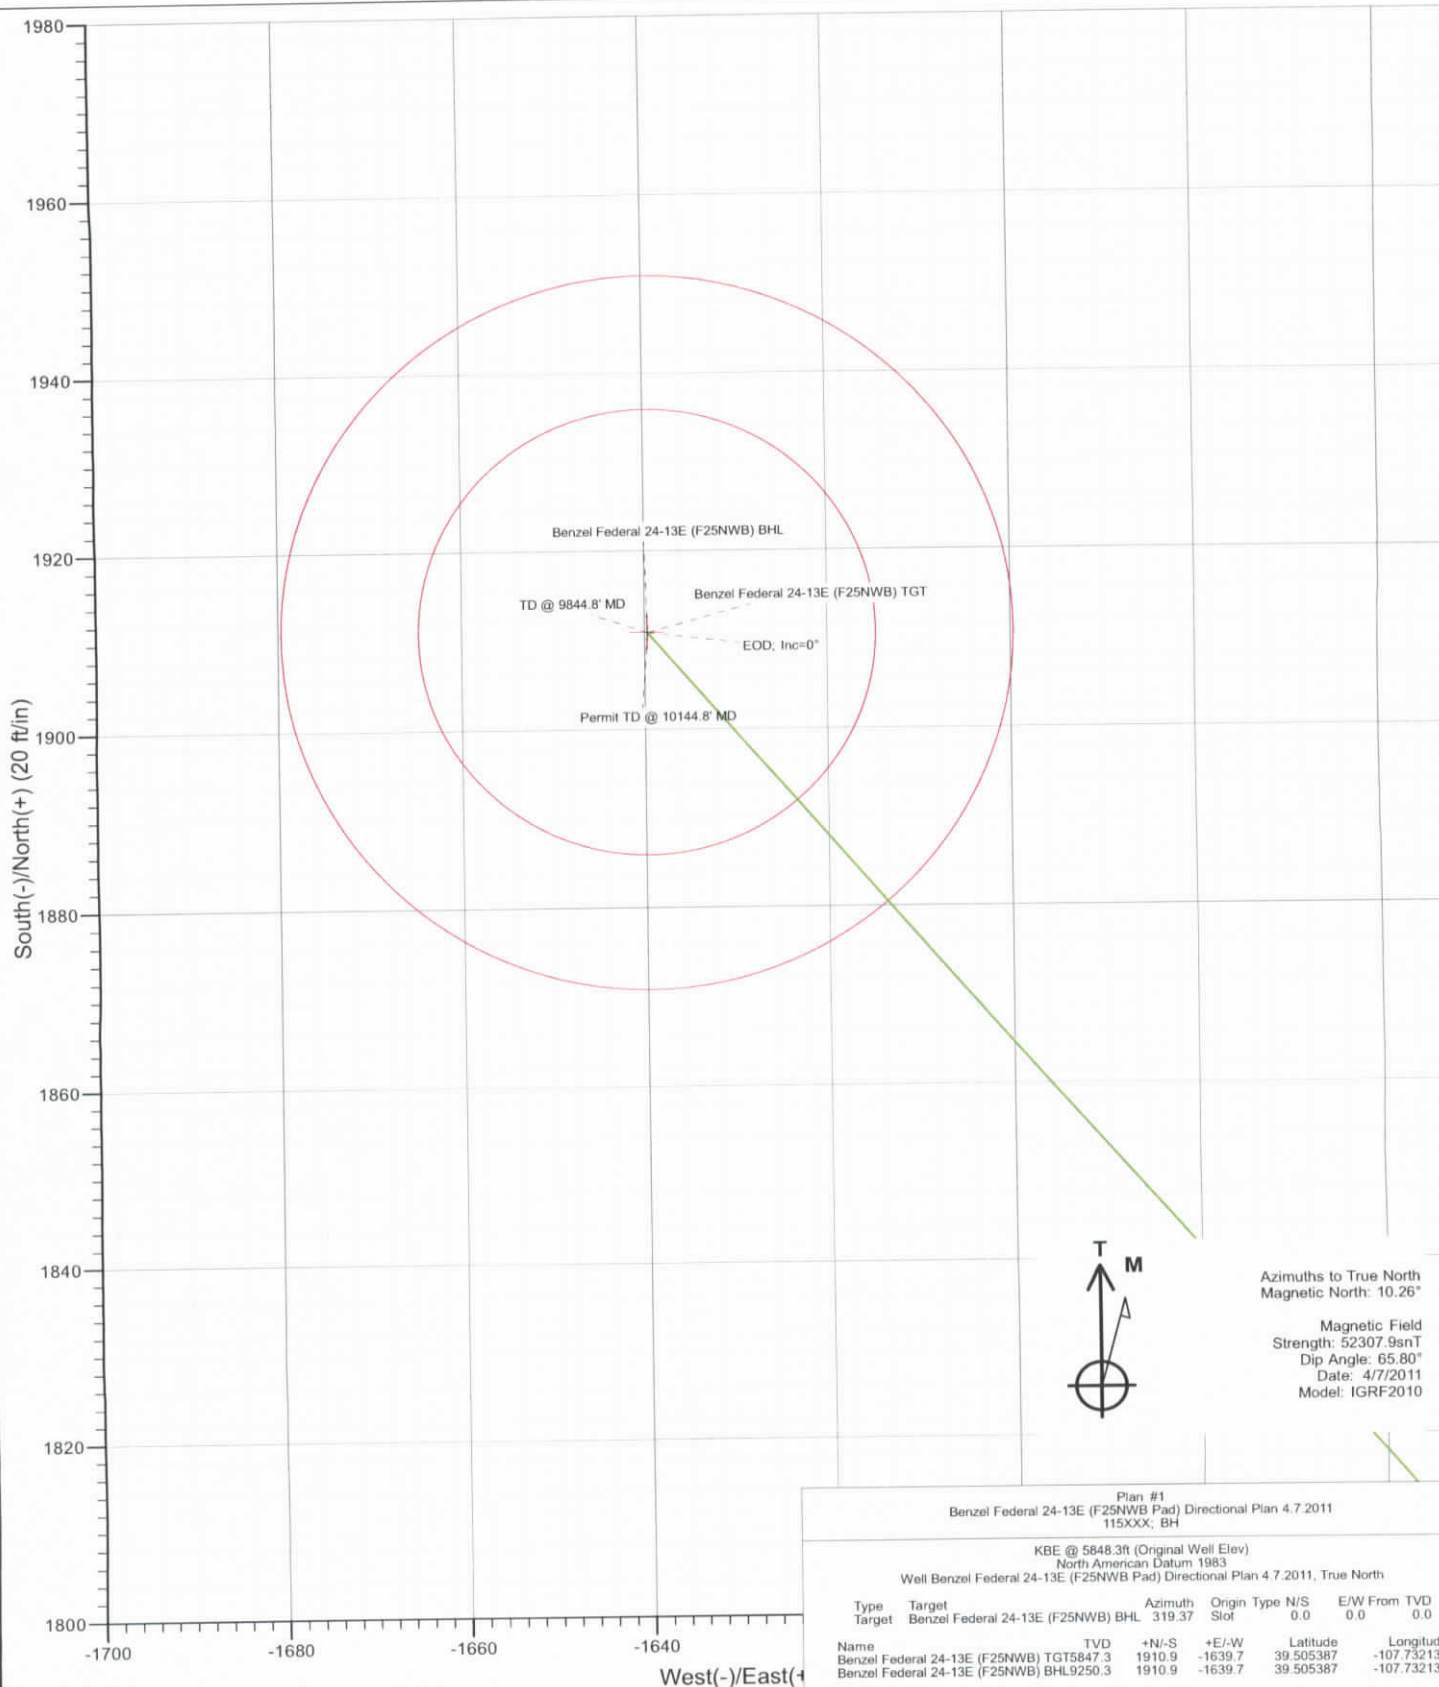 1980
1960
1940
1920
1900
1880
1860
1840
1820
1800
South(-)/North(+) (20 ft/in)
Benzel Federal 24-13E (F25NWB) BHL
Benzel Federal 24-13E (F25NWB) TGT
TD @ 9844.8' MD
EOD; Inc=0°
Permit TD @ 10144.8' MD
T
M
Azimuths to True North
Magnetic North: 10.26°
Magnetic Field
Strength: 52307.9snT
Dip Angle: 65.80°
Date: 4/7/2011
Model: IGRF2010
Plan #1
Benzel Federal 24-13E (F25NWB Pad) Directional Plan 4.7.2011
115XXX; BH
KBE @ 5848.3ft (Original Well Elev)
North American Datum 1983
Well Benzel Federal 24-13E (F25NWB Pad) Directional Plan 4.7.2011, True North
Type Target Azimuth Origin Type N/S E/W From TVD
Target Benzel Federal 24-13E (F25NWB) BHL 319.37 Slot 0.0 0.0 0.0
Name TVD +N/-S +E/-W Latitude Longitud
Benzel Federal 24-13E (F25NWB) TGT5847.3 1910.9 -1639.7 39.505387 -107.73213
Benzel Federal 24-13E (F25NWB) BHL9250.3 1910.9 -1639.7 39.505387 -107.73213
-1700
-1680
-1660
-1640
West(-)/East(+